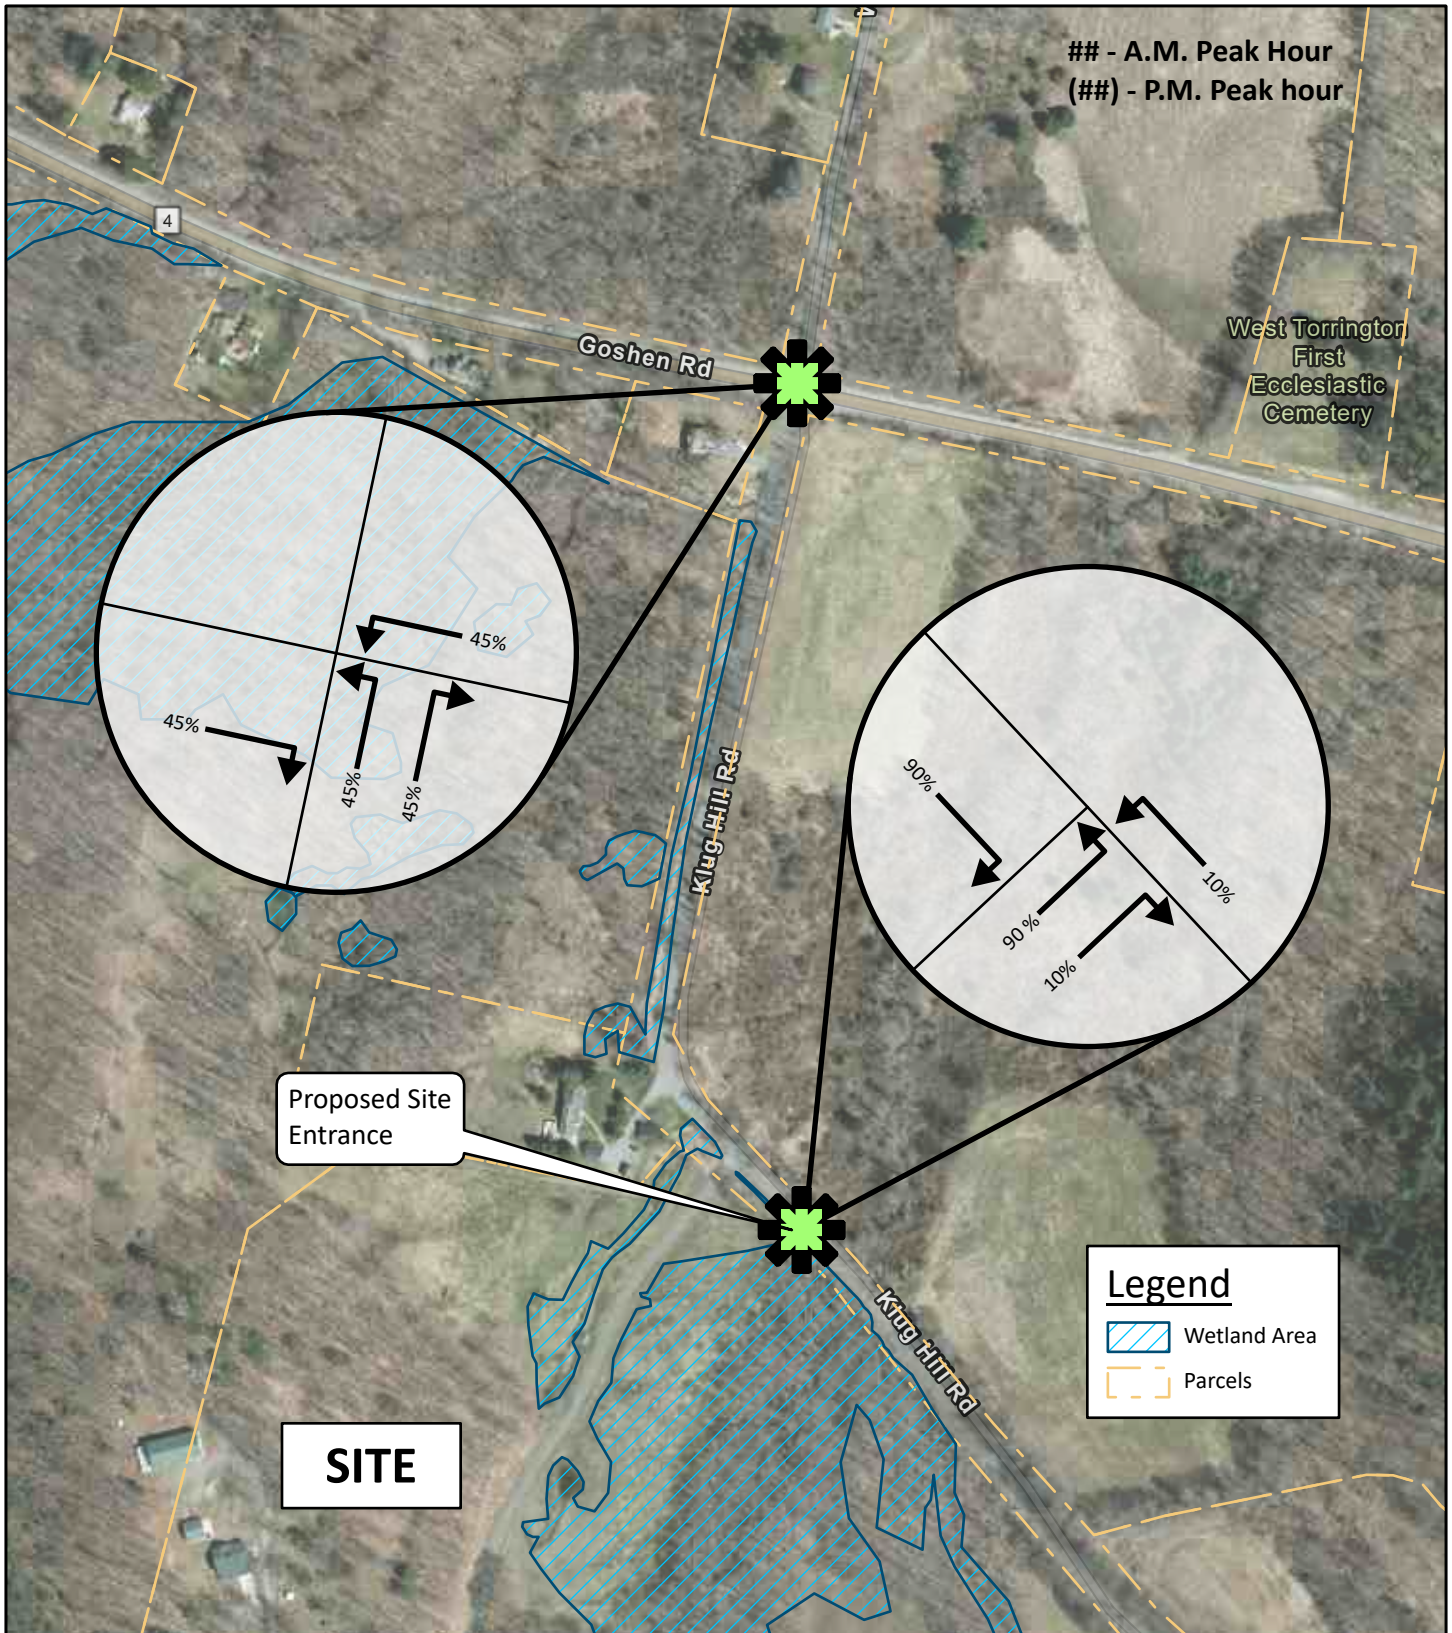 ## - A.M. Peak Hour
(##) - P.M. Peak hour
4
4
Goshen Rd
West Torrington
First
Ecclesiastic
Cemetery
45%
45%
45%
45%
Klug Hill Rd
90%
10%
90 %
10%
Proposed Site
Entrance
Klug Hill Rd
Legend
Wetland Area
Parcels
SITE